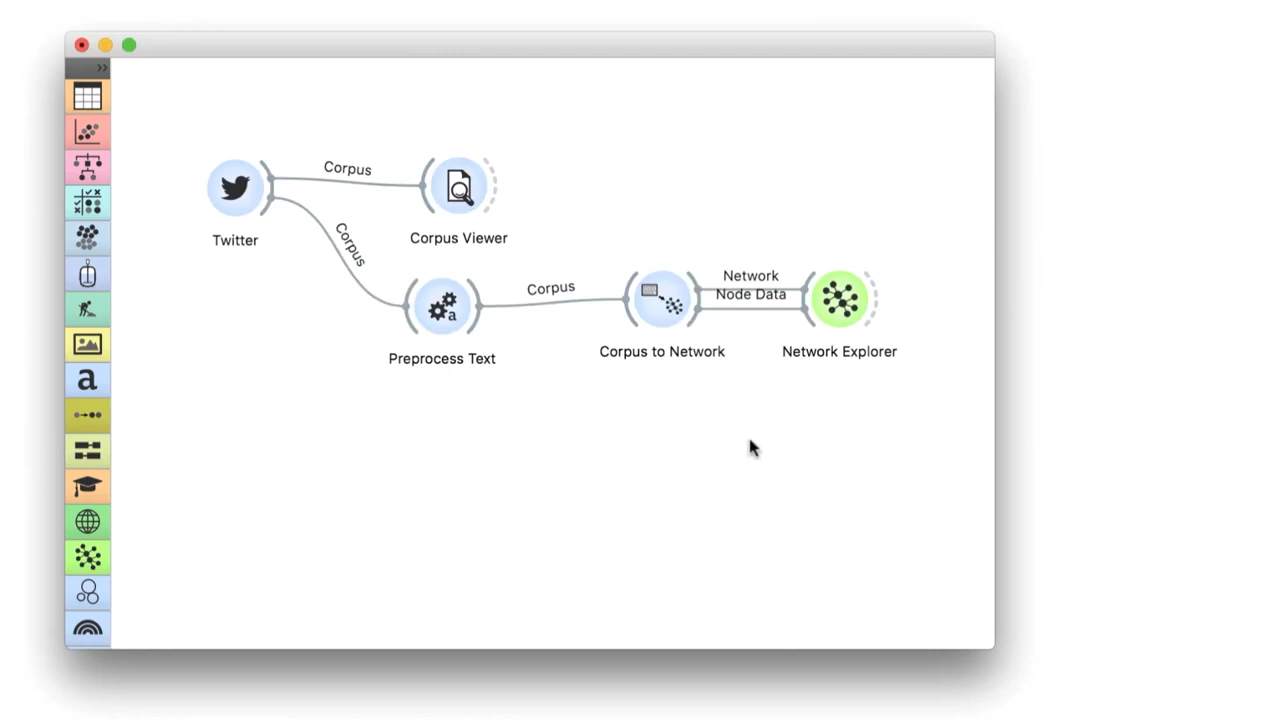 Corpus
Twitter
Corpus Viewer
Corpus
Corpus
Preprocess Text
Corpus to Network
Network
Node Data
Network Explorer
a
a